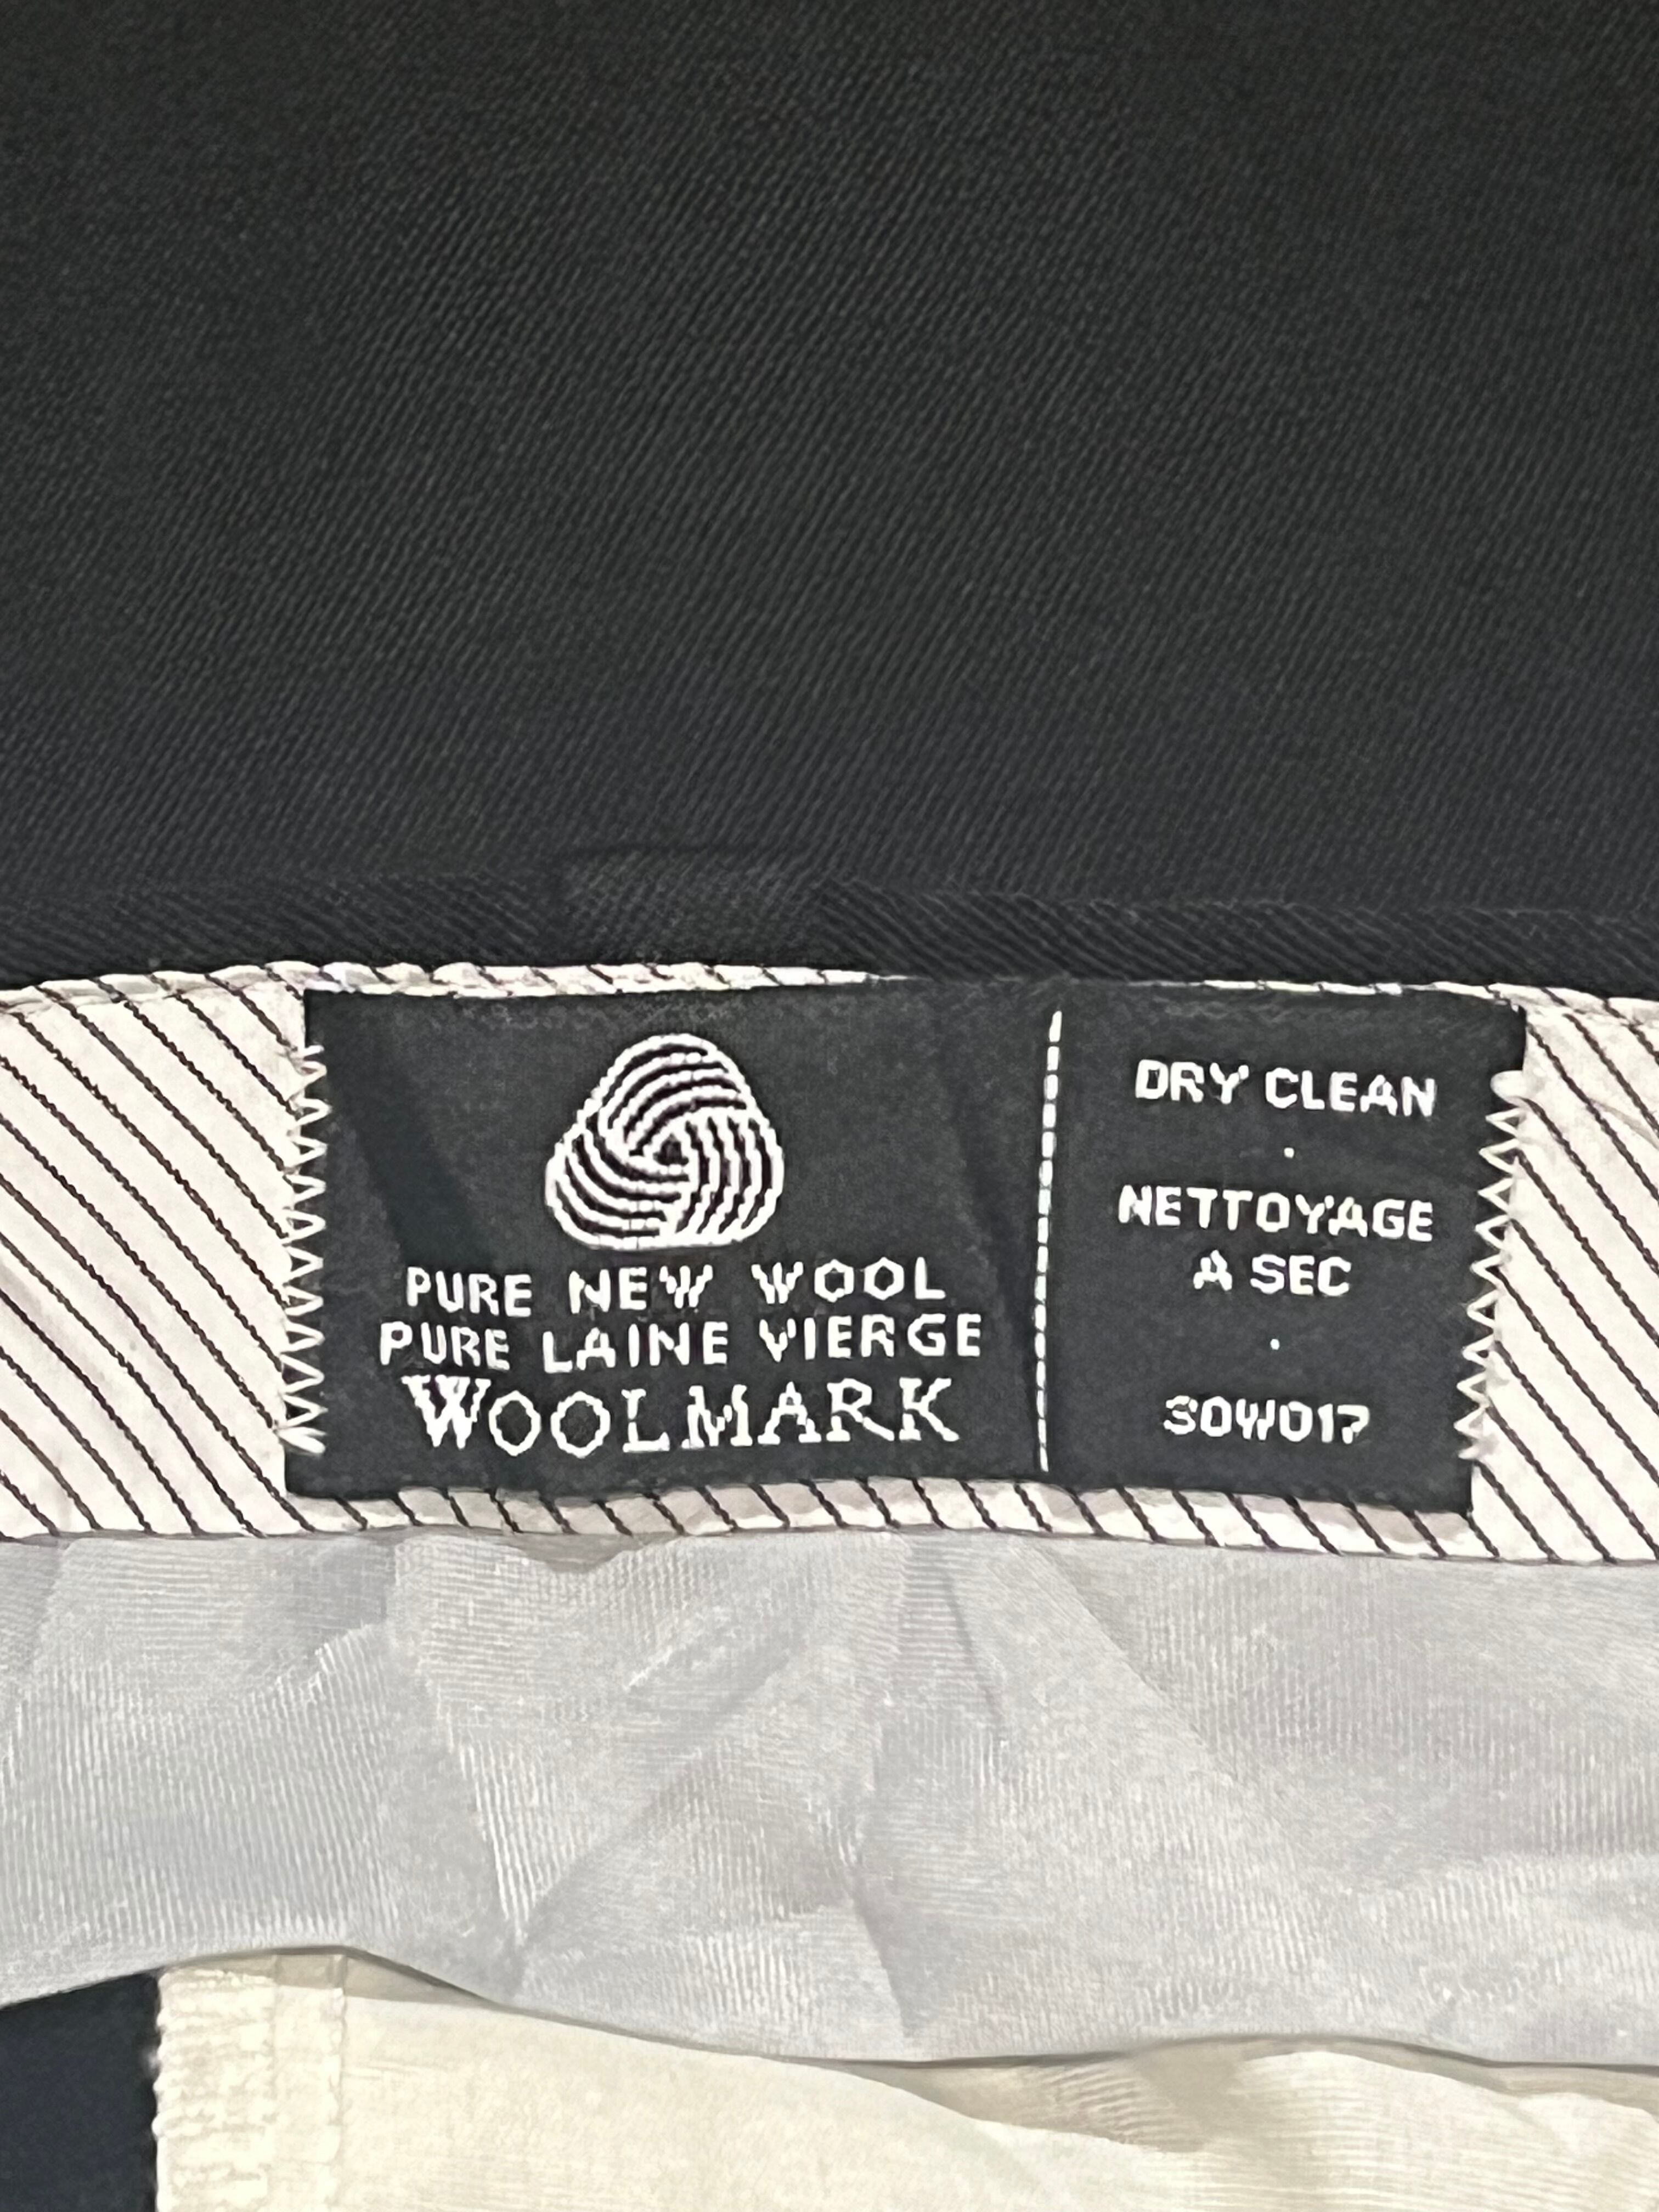 PURE NEW WOOL
PURE LAINE VIERGE
WOOLMARK
DRY CLEAN
.
NETTOYAGE
A SEC
.
30W017